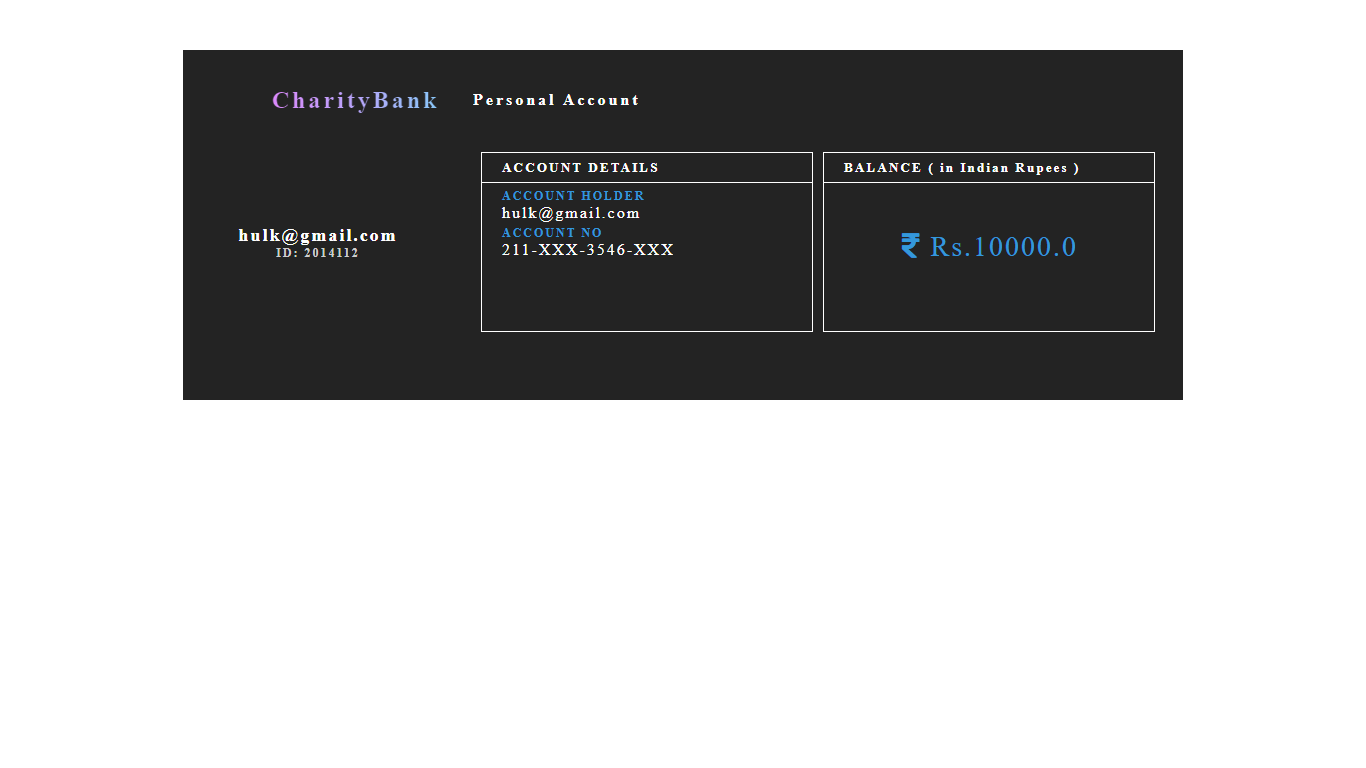 CharityBank
Personal Account
hulk@gmail.com
ID: 2014112
ACCOUNT DETAILS
ACCOUNT HOLDER
hulk@gmail.com
ACCOUNT NO
211-XXX-3546-XXX
BALANCE ( in Indian Rupees )
₹ Rs.10000.0